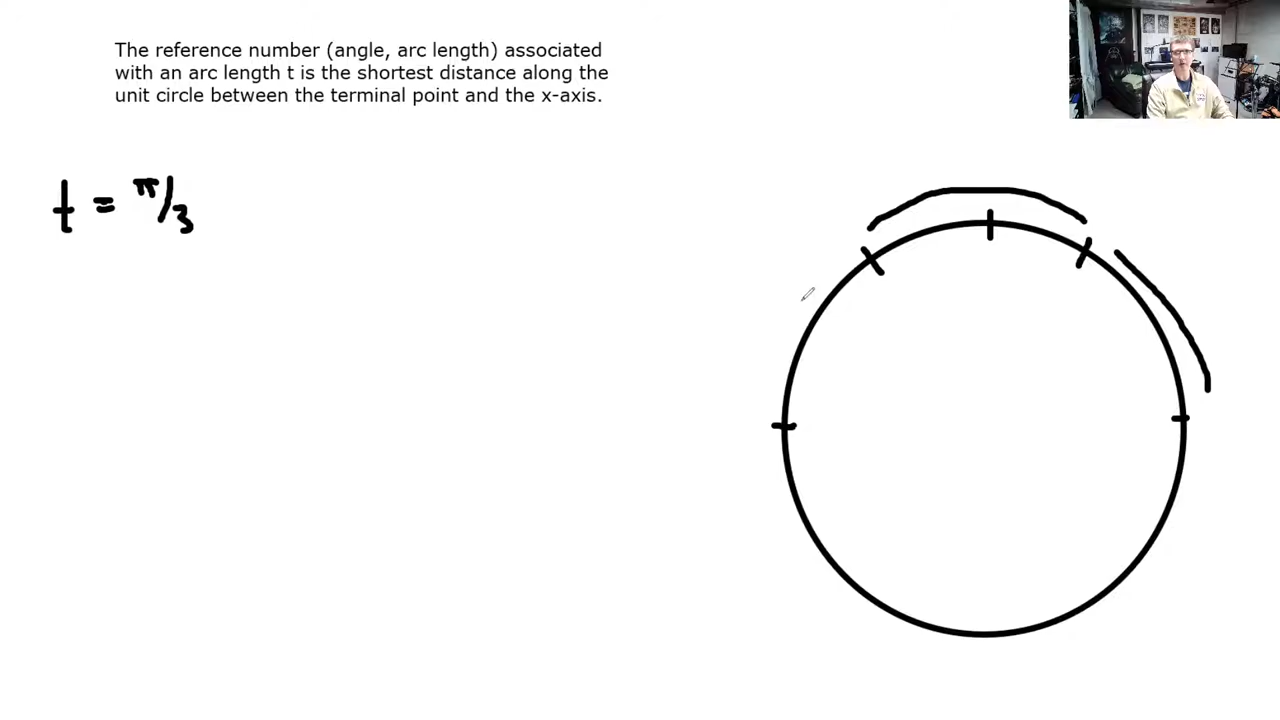 The reference number (angle, arc length) associated
with an arc length t is the shortest distance along the
unit circle between the terminal point and the x-axis.
t = π/3